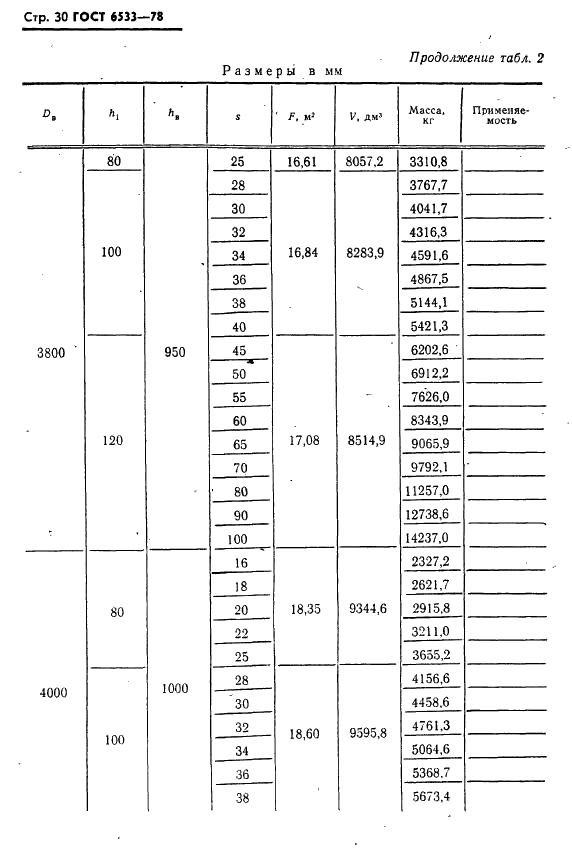 Стр. 30 ГОСТ 6533—78
Продолжение табл. 2
Размеры в мм
Dв h1 hв s F, м² V, дм³ Масса, кг Применяе-
мость
3800 80 950 25 16,61 8057,2 3310,8
100 28 16,84 8283,9 3767,7
30 4041,7
32 4316,3
34 4591,6
36 4867,5
38 5144,1
40 5421,3
120 45 17,08 8514,9 6202,6
50 6912,2
55 7626,0
60 8343,9
65 9065,9
70 9792,1
80 11257,0
90 12738,6
100 14237,0
4000 80 1000 16 18,35 9344,6 2327,2
18 2621,7
20 2915,8
22 3211,0
25 3655,2
100 28 18,60 9595,8 4156,6
30 4458,6
32 4761,3
34 5064,6
36 5368,7
38 5673,4